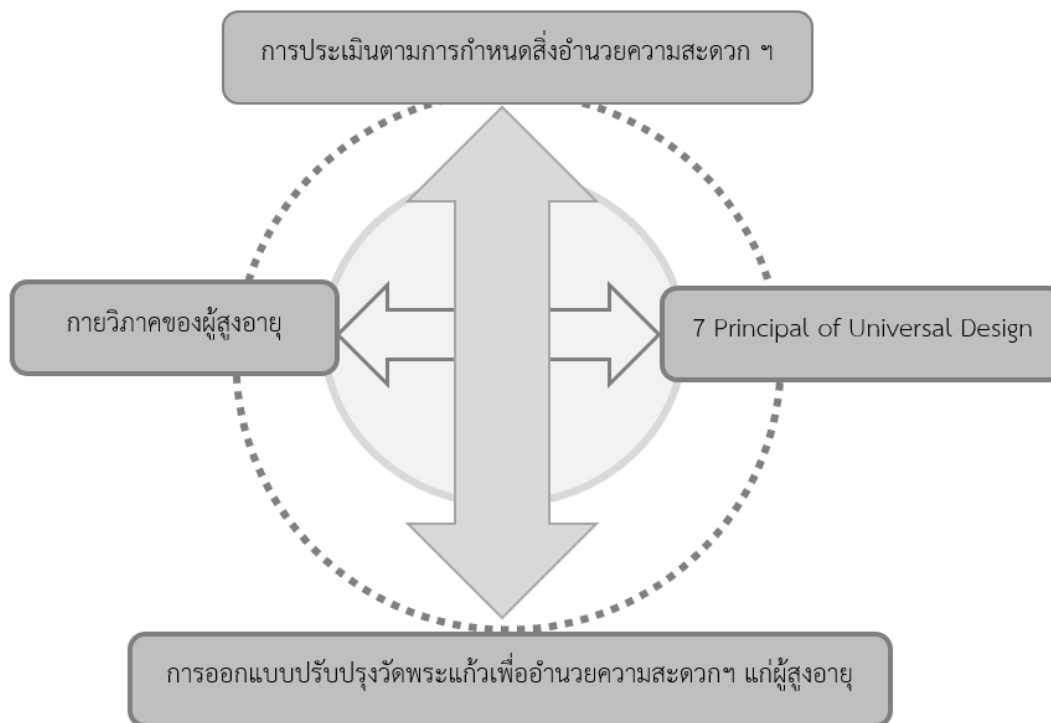 การประเมินตามการกำหนดสิ่งอำนวยความสะดวก ฯ
กายวิภาคของผู้สูงอายุ
7 Principal of Universal Design
การออกแบบปรับปรุงวัดพระแก้วเพื่ออำนวยความสะดวกฯ แก่ผู้สูงอายุ